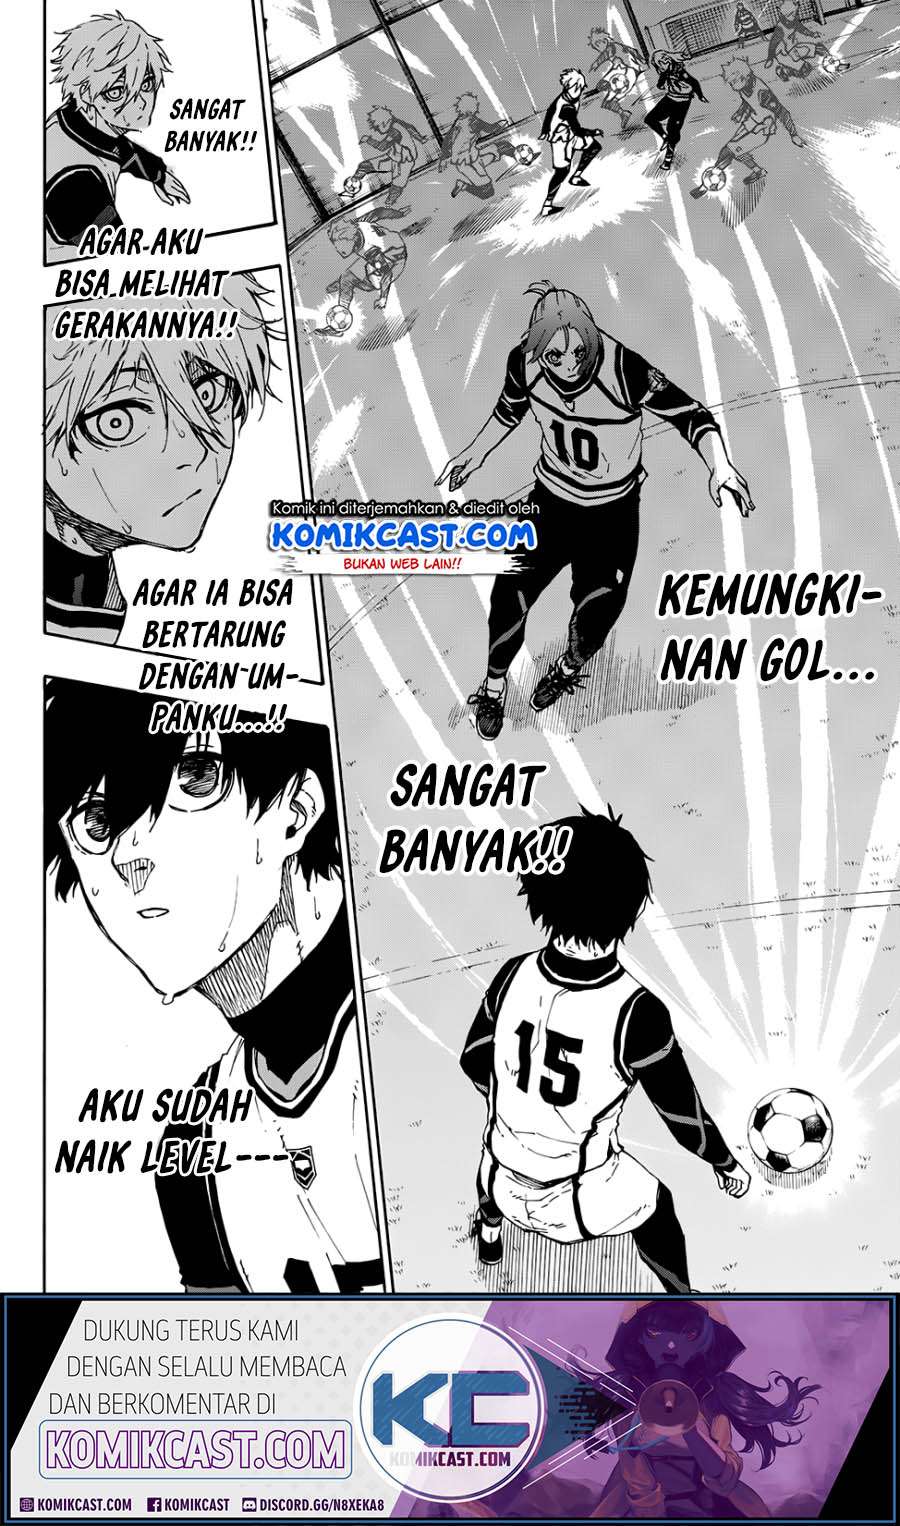 KEMUNGKI-
NAN GOL...
SANGAT
BANYAK!!
10
15
SANGAT
BANYAK!!
AGAR AKU
BISA MELIHAT
GERAKANNYA!!
AGAR IA BISA
BERTARUNG
DENGAN UM-
PANKU...!!
AKU SUDAH
NAIK LEVEL---
Komik ini diterjemahkan & diedit oleh
KOMIKCAST.COM
BUKAN WEB LAIN!!
DUKUNG TERUS KAMI
DENGAN SELALU MEMBACA
DAN BERKOMENTAR DI
KOMIKCAST.COM
KC
KOMIKCAST.COM
KOMIKCAST.COM KOMIKCAST DISCORD.GG/N8XEKA8